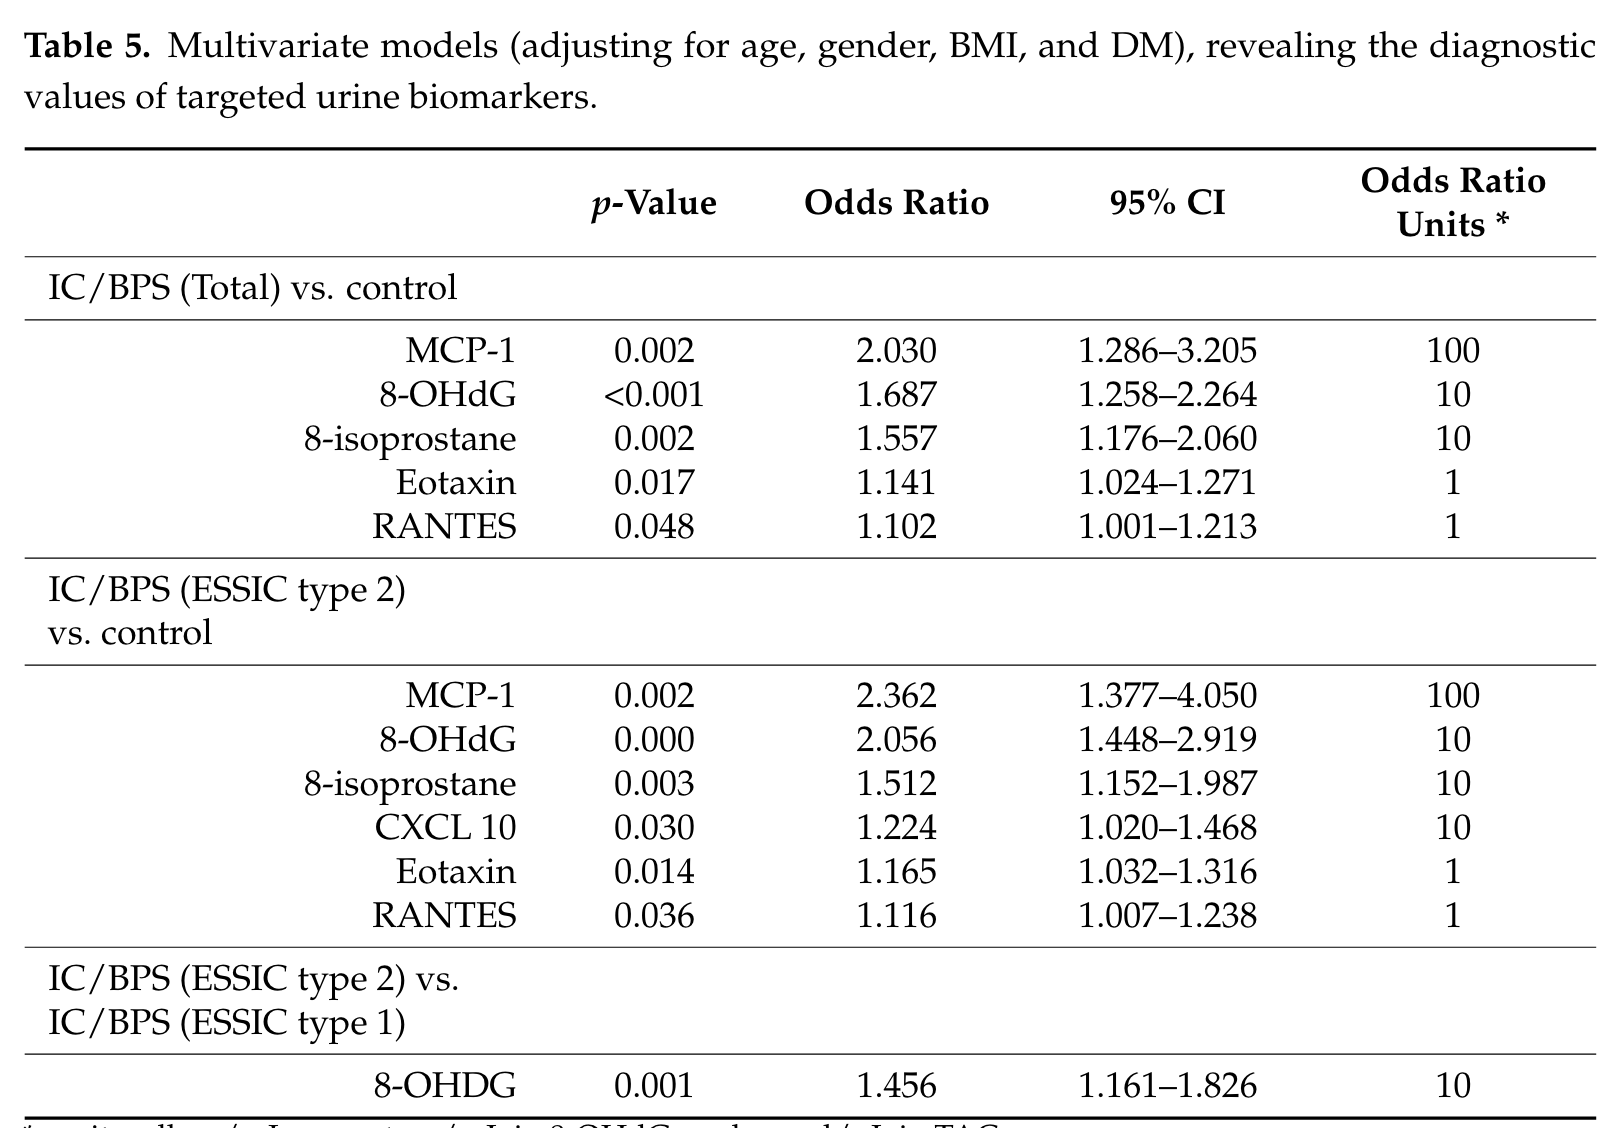 Table 5. Multivariate models (adjusting for age, gender, BMI, and DM), revealing the diagnostic
values of targeted urine biomarkers.
p-Value Odds Ratio 95% CI Odds Ratio
Units *
IC/BPS (Total) vs. control
MCP-1 0.002 2.030 1.286–3.205 100
8-OHdG <0.001 1.687 1.258–2.264 10
8-isoprostane 0.002 1.557 1.176–2.060 10
Eotaxin 0.017 1.141 1.024–1.271 1
RANTES 0.048 1.102 1.001–1.213 1
IC/BPS (ESSIC type 2)
vs. control
MCP-1 0.002 2.362 1.377–4.050 100
8-OHdG 0.000 2.056 1.448–2.919 10
8-isoprostane 0.003 1.512 1.152–1.987 10
CXCL 10 0.030 1.224 1.020–1.468 10
Eotaxin 0.014 1.165 1.032–1.316 1
RANTES 0.036 1.116 1.007–1.238 1
IC/BPS (ESSIC type 2) vs.
IC/BPS (ESSIC type 1)
8-OHDG 0.001 1.456 1.161–1.826 10